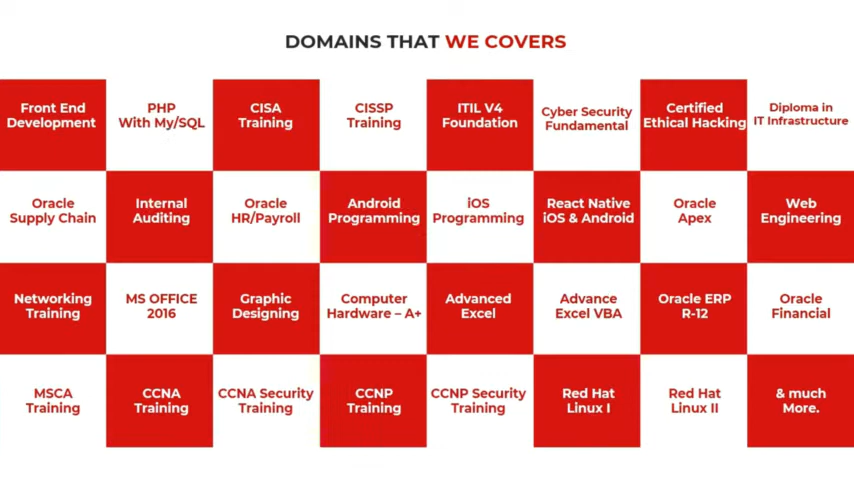 DOMAINS THAT WE COVERS
Front End
Development
PHP
With My/SQL
CISA
Training
CISSP
Training
ITIL V4
Foundation
Cyber Security
Fundamental
Certified
Ethical Hacking
Diploma in
IT Infrastructure
Oracle
Supply Chain
Internal
Auditing
Oracle
HR/Payroll
Android
Programming
iOS
Programming
React Native
iOS & Android
Oracle
Apex
Web
Engineering
Networking
Training
MS OFFICE
2016
Graphic
Designing
Computer
Hardware – A+
Advanced
Excel
Advance
Excel VBA
Oracle ERP
R-12
Oracle
Financial
MSCA
Training
CCNA
Training
CCNA Security
Training
CCNP
Training
CCNP Security
Training
Red Hat
Linux I
Red Hat
Linux II
& much
More.